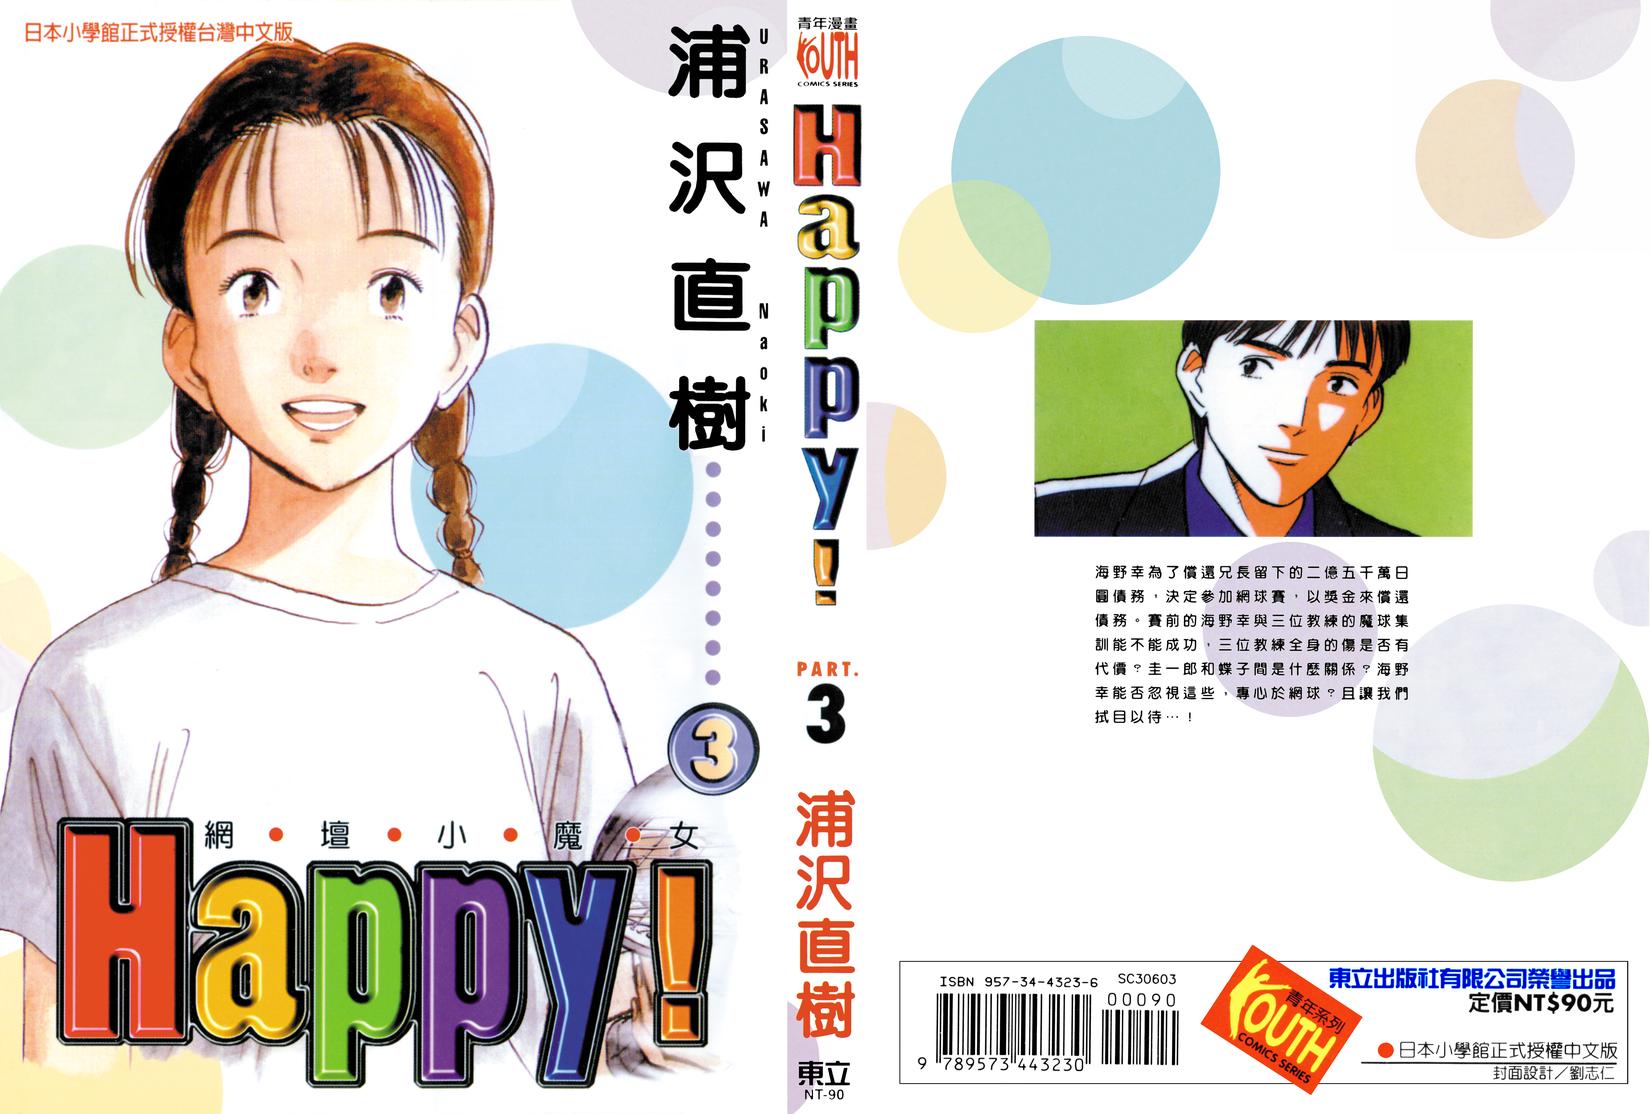 日本小學館正式授權台灣中文版
浦沢直樹
URASAWA Naoki
3
網·壇·小·魔·女
Happy!
青年漫畫
YOUTH
COMICS SERIES
Happy!
PART.
3
浦沢直樹
東立
NT-90
海野幸為了償還兄長留下的二億五千萬日
圓債務，決定參加網球賽，以獎金來償還
債務。賽前的海野幸與三位教練的魔球集
訓能不能成功，三位教練全身的傷是否有
代價？圭一郎和蝶子間是什麼關係？海野
幸能否忽視這些，專心於網球？且讓我們
拭目以待…！
ISBN 957-34-4323-6 SC30603
00090
9 789573 443230
青年系列
YOUTH
COMICS SERIES
東立出版社有限公司榮譽出品
定價NT$90元
●日本小學館正式授權中文版
封面設計／劉志仁